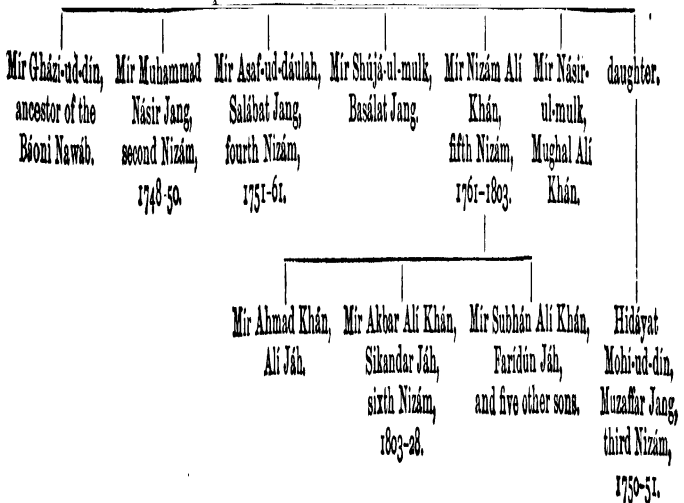 Mír Gházi-ud-dín,
ancestor of the
Báoni Nawáb.
Mír Muhammad
Násir Jang,
second Nizám,
1748-50.
Mír Asaf-ud-dáulah,
Salábat Jang,
fourth Nizám,
1751-61.
Mír Shújá-ul-mulk,
Basálat Jang.
Mír Nizám Alí
Khán,
fifth Nizám,
1761-1803.
Mír Násir-
ul-mulk,
Mughal Alí
Khán.
daughter.
Mír Ahmad Khán,
Alí Jáh.
Mír Akbar Alí Khán,
Sikandar Jáh,
sixth Nizám,
1803-28.
Mír Subhán Alí Khán,
Farídún Jáh,
and five other sons.
Hidáyat
Mohi-ud-dín,
Muzaffar Jang,
third Nizám,
1750-51.